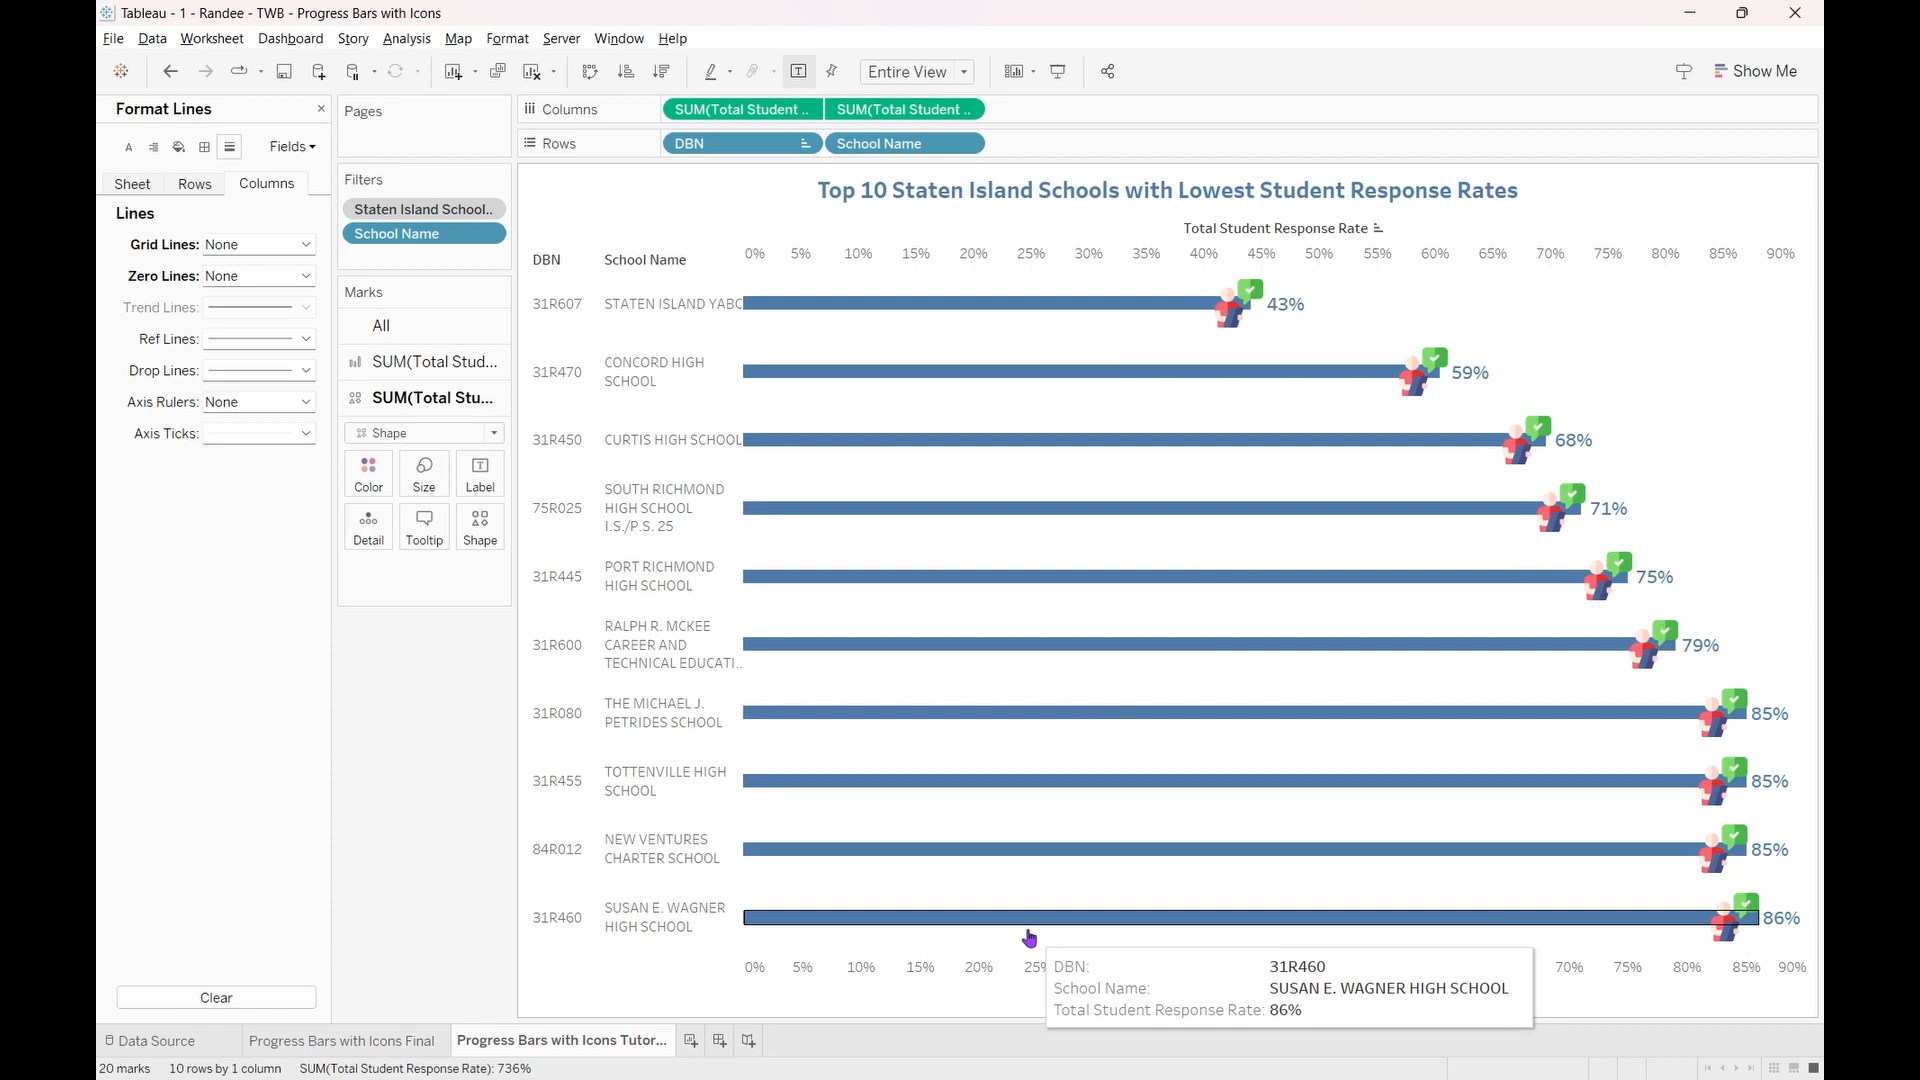 Tableau - 1 - Randee - TWB - Progress Bars with Icons
File Data Worksheet Dashboard Story Analysis Map Format Server Window Help
Entire View
Show Me
Format Lines
Fields
Sheet Rows Columns
Lines
Grid Lines: None
Zero Lines: None
Trend Lines:
Ref Lines:
Drop Lines:
Axis Rulers: None
Axis Ticks:
Clear
Pages
Filters
Staten Island School..
School Name
Marks
All
SUM(Total Stud...
SUM(Total Stu...
Shape
Color Size Label
Detail Tooltip Shape
Columns SUM(Total Student .. SUM(Total Student ..
Rows DBN School Name
Top 10 Staten Island Schools with Lowest Student Response Rates
Total Student Response Rate
DBN School Name
0% 5% 10% 15% 20% 25% 30% 35% 40% 45% 50% 55% 60% 65% 70% 75% 80% 85% 90%
31R607 STATEN ISLAND YABC 43%
31R470 CONCORD HIGH
SCHOOL
59%
31R450 CURTIS HIGH SCHOOL 68%
75R025 SOUTH RICHMOND
HIGH SCHOOL
I.S./P.S. 25
71%
31R445 PORT RICHMOND
HIGH SCHOOL
75%
31R600 RALPH R. MCKEE
CAREER AND
TECHNICAL EDUCATI..
79%
31R080 THE MICHAEL J.
PETRIDES SCHOOL
85%
31R455 TOTTENVILLE HIGH
SCHOOL
85%
84R012 NEW VENTURES
CHARTER SCHOOL
85%
31R460 SUSAN E. WAGNER
HIGH SCHOOL
86%
0% 5% 10% 15% 20% 25% 70% 75% 80% 85% 90%
DBN: 31R460
School Name: SUSAN E. WAGNER HIGH SCHOOL
Total Student Response Rate: 86%
Data Source Progress Bars with Icons Final Progress Bars with Icons Tutor...
20 marks 10 rows by 1 column SUM(Total Student Response Rate): 736%